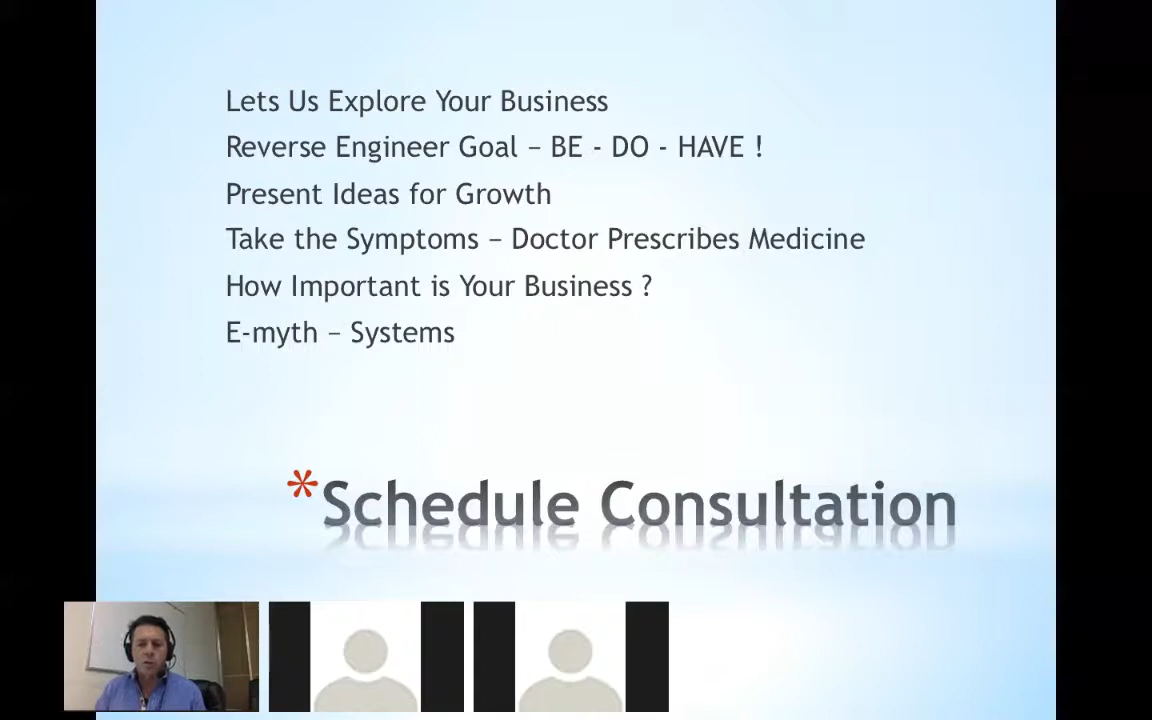 Lets Us Explore Your Business
Reverse Engineer Goal – BE - DO - HAVE !
Present Ideas for Growth
Take the Symptoms – Doctor Prescribes Medicine
How Important is Your Business ?
E-myth – Systems
*Schedule Consultation